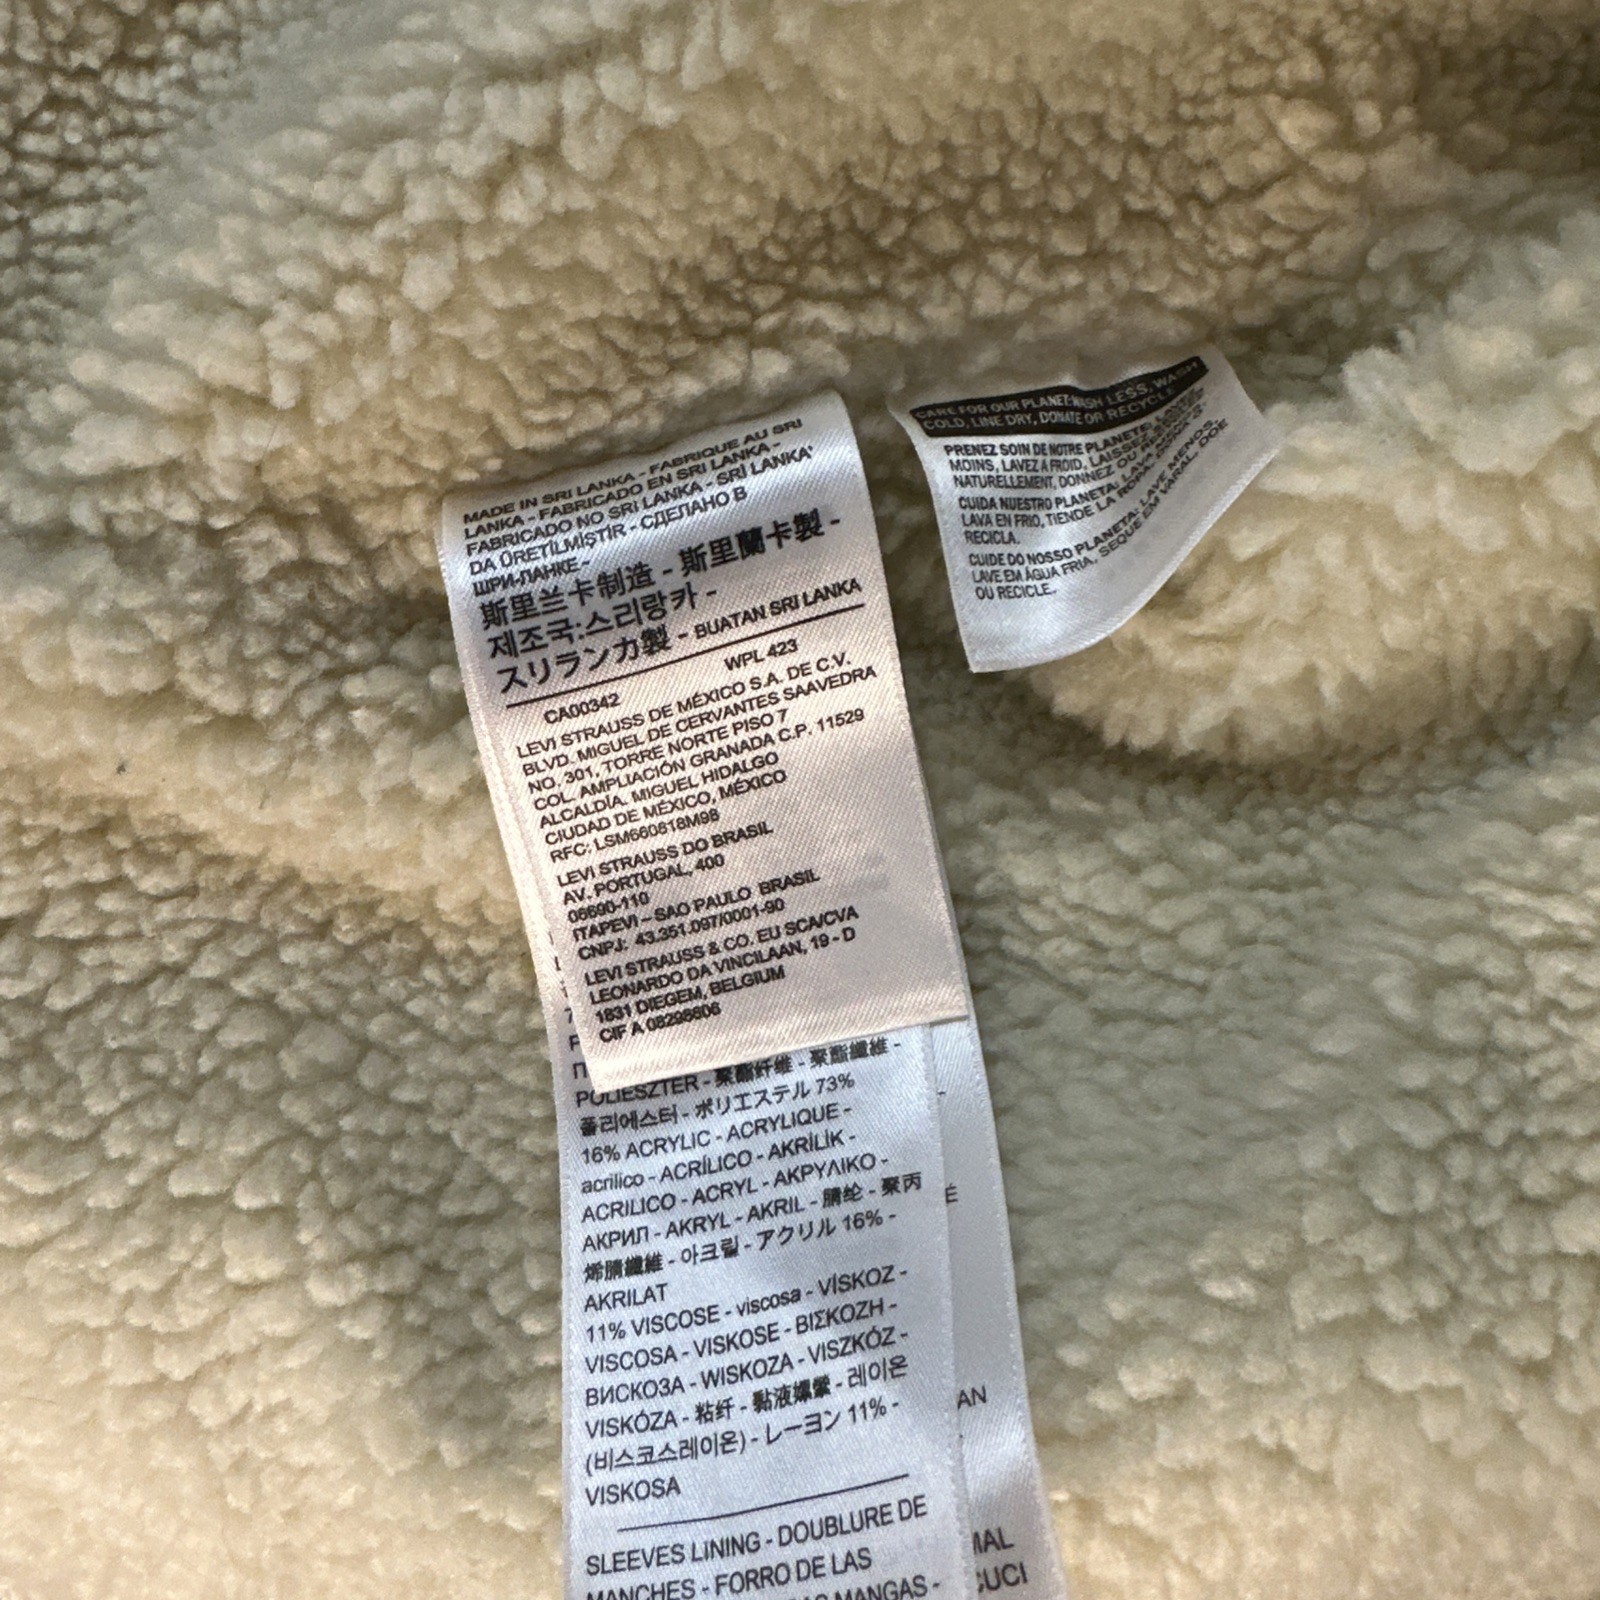 MADE IN SRI LANKA - FABRIQUE AU SRI
LANKA - FABRICADO EN SRI LANKA -
FABRICADO NO SRI LANKA - SRI LANKA'
DA ÜRETİLMİŞTİR - СДЕЛАНО В
ШРИ-ЛАНКЕ -
斯里兰卡制造 - 斯里蘭卡製 -
제조국:스리랑카 -
スリランカ製 - BUATAN SRI LANKA
CA00342 WPL 423
LEVI STRAUSS DE MÉXICO S.A. DE C.V.
BLVD. MIGUEL DE CERVANTES SAAVEDRA
NO. 301, TORRE NORTE PISO 7
COL. AMPLIACIÓN GRANADA C.P. 11529
ALCALDÍA. MIGUEL HIDALGO
CIUDAD DE MÉXICO, MÉXICO
RFC: LSM660818M98
LEVI STRAUSS DO BRASIL
AV. PORTUGAL, 400
06690-110
ITAPEVI – SAO PAULO BRASIL
CNPJ: 43.351.097/0001-90
LEVI STRAUSS & CO. EU SCA/CVA
LEONARDO DA VINCILAAN, 19 - D
1831 DIEGEM, BELGIUM
CIF A 08298806
POLIESZTER - 聚酯纤维 - 聚酯纖維 -
폴리에스터 - ポリエステル 73%
16% ACRYLIC - ACRYLIQUE -
acrilico - ACRÍLICO - AKRİLİK -
ACRILICO - ACRYL - ΑΚΡΥΛΙΚΟ -
АКРИЛ - AKRYL - AKRIL - 腈纶 - 聚丙
烯腈纖維 - 아크릴 - アクリル 16% -
AKRILAT
11% VISCOSE - viscosa - VİSKOZ -
VISCOSA - VISKOSE - ΒΙΣΚΟΖΗ -
ВИСКОЗА - WISKOZA - VISZKÓZ -
VISKÓZA - 粘纤 - 黏液嫘縈 - 레이온
(비스코스레이온) - レーヨン 11% -
VISKOSA
SLEEVES LINING - DOUBLURE DE
MANCHES - FORRO DE LAS
MANGAS -
É
AN
MAL
CUCI
CARE FOR OUR PLANET: WASH LESS, WASH
COLD, LINE DRY, DONATE OR RECYCLE
PRENEZ SOIN DE NOTRE PLANETE: LAVEZ
MOINS, LAVEZ A FROID, LAISSEZ SÉCHER
NATURELLEMENT, DONNEZ OU RECYCLEZ
CUIDA NUESTRO PLANETA: LAVA MENOS,
LAVA EN FRIO, TIENDE LA ROPA, DONA Y
RECICLA.
CUIDE DO NOSSO PLANETA: LAVE MENOS,
LAVE EM ÁGUA FRIA, SEQUE EM VARAL, DOE
OU RECICLE.